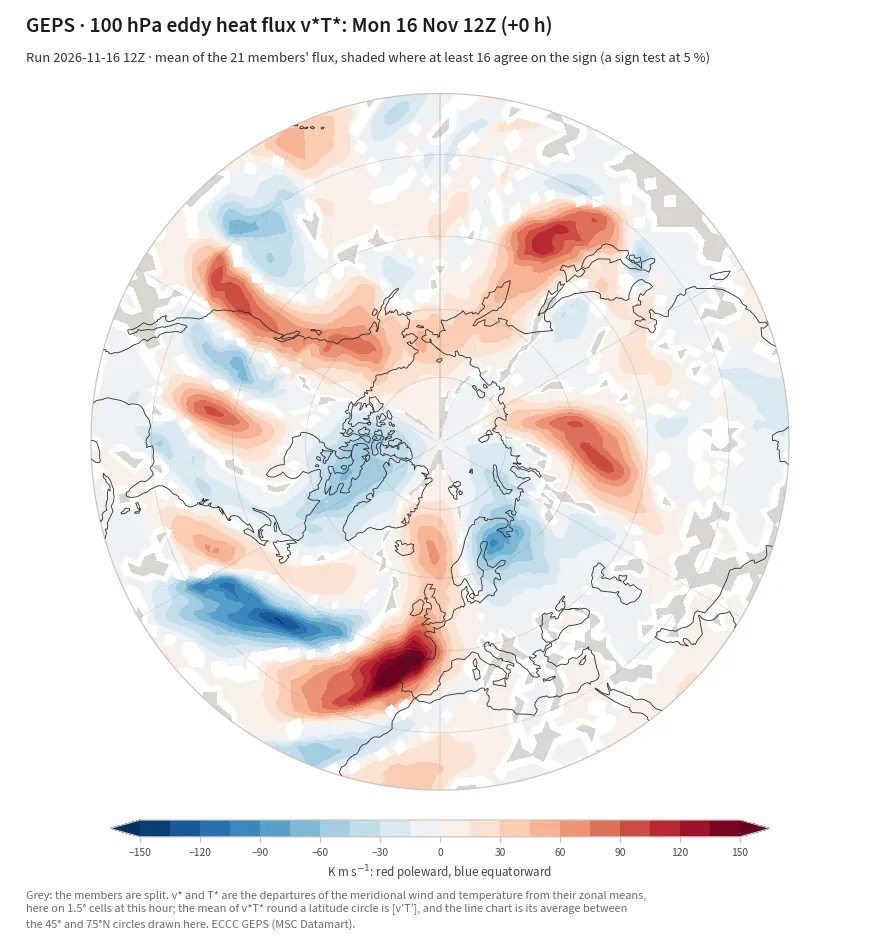 GEPS · 100 hPa eddy heat flux v*T*: Mon 16 Nov 12Z (+0 h)
Run 2026-11-16 12Z · mean of the 21 members' flux, shaded where at least 16 agree on the sign (a sign test at 5 %)
−150 −120 −90 −60 −30 0 30 60 90 120 150
K m s⁻¹: red poleward, blue equatorward
Grey: the members are split. v* and T* are the departures of the meridional wind and temperature from their zonal means,
here on 1.5° cells at this hour; the mean of v*T* round a latitude circle is [v'T'], and the line chart is its average between
the 45° and 75°N circles drawn here. ECCC GEPS (MSC Datamart).